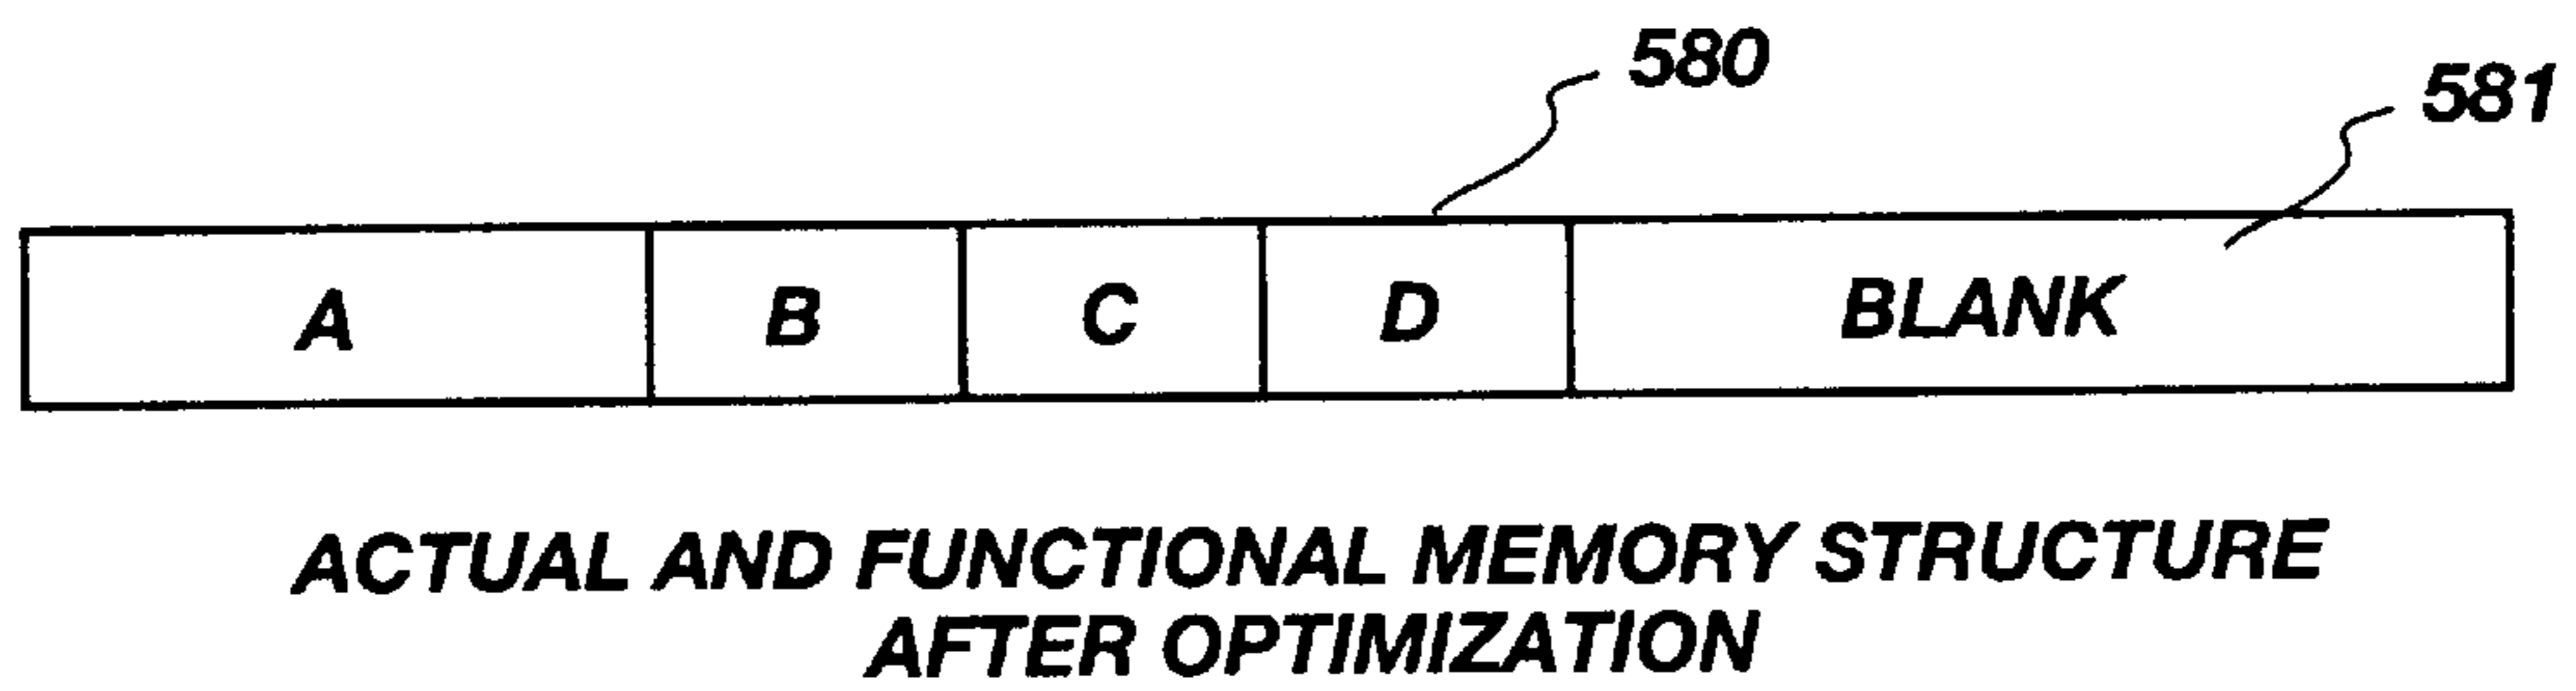 580
581
A B C D BLANK
ACTUAL AND FUNCTIONAL MEMORY STRUCTURE
AFTER OPTIMIZATION